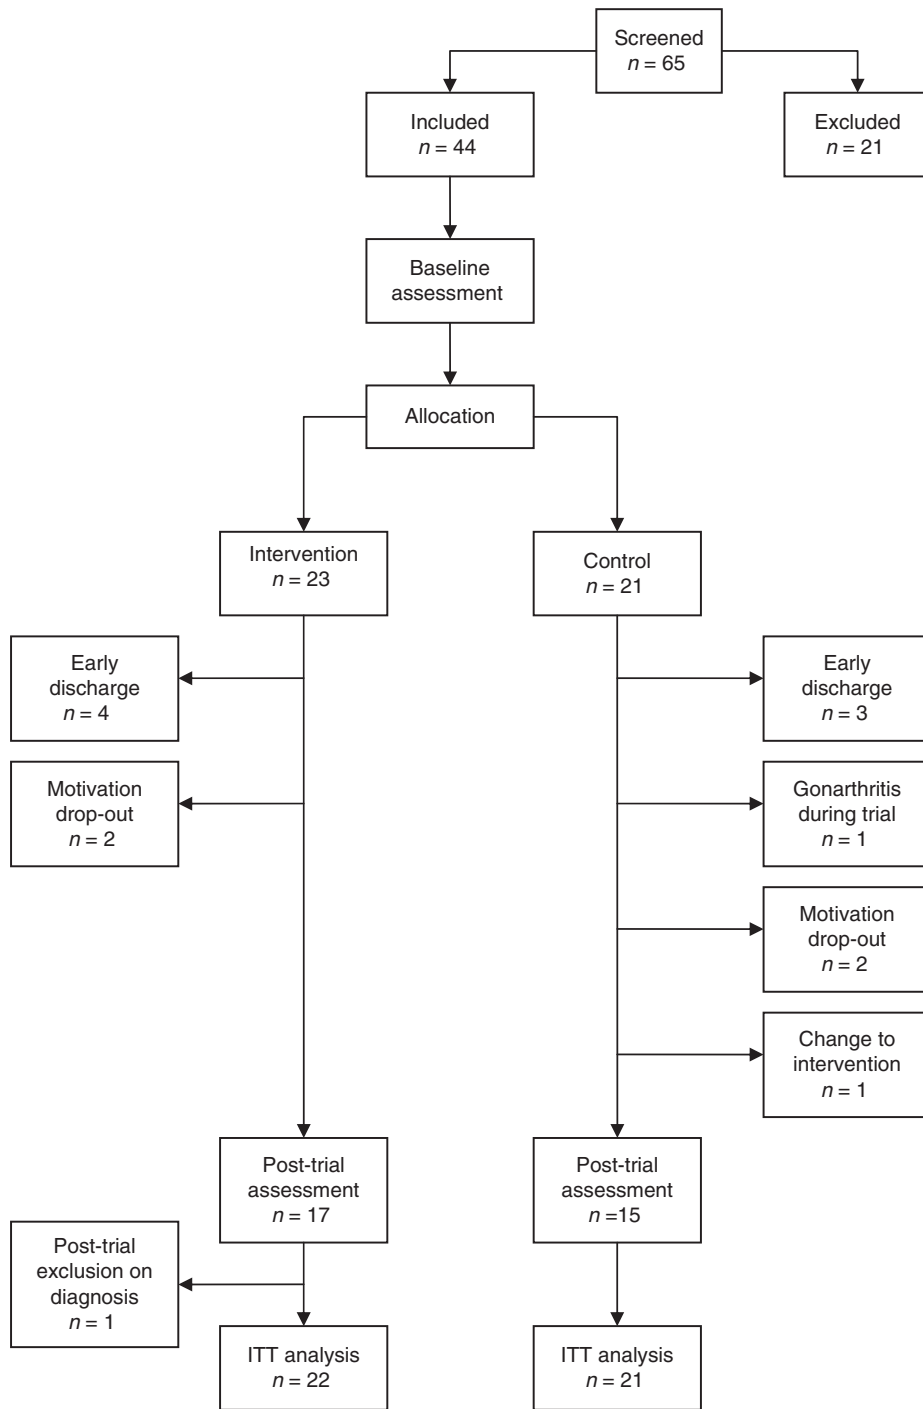 Screened
n = 65
Included
n = 44
Excluded
n = 21
Baseline
assessment
Allocation
Intervention
n = 23
Control
n = 21
Early
discharge
n = 4
Early
discharge
n = 3
Motivation
drop-out
n = 2
Gonarthritis
during trial
n = 1
Motivation
drop-out
n = 2
Change to
intervention
n = 1
Post-trial
assessment
n = 17
Post-trial
assessment
n =15
Post-trial
exclusion on
diagnosis
n = 1
ITT analysis
n = 22
ITT analysis
n = 21